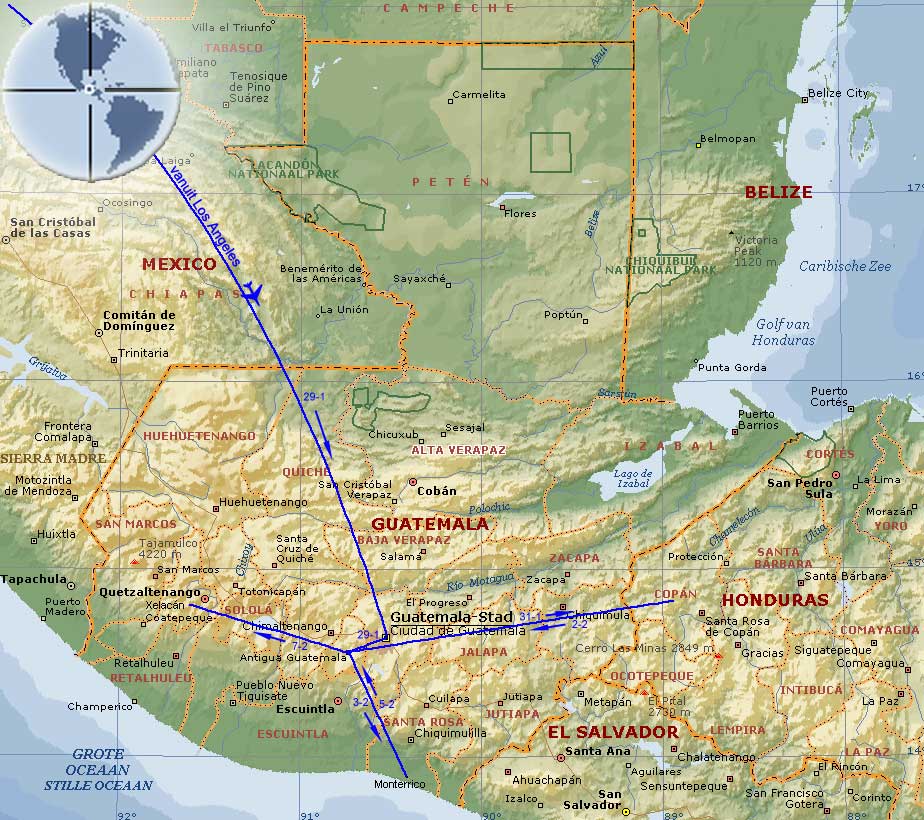 CAMPECHE
Villa el Triunfo
TABASCO
Tenosique
de Pino
Suárez
Azul
Carmelita
Belize City
Belmopan
vanuit Los Angeles
LACANDÓN
NATIONAAL PARK
PETÉN
BELIZE
17°
Ocosingo
Flores
Belize
San Cristóbal
de las Casas
Victoria
Peak
1120 m
MEXICO
CHIQUIBUL
NATIONAAL PARK
Caribische Zee
Benemérito de
las Américas
Sayaxché
CHIAPAS
La Unión
Poptún
Comitán de
Domínguez
Golf van
Honduras
Trinitaria
Grijalva
Punta Gorda
16°
Sarstún
Puerto
Cortés
29-1
Puerto
Barrios
Frontera
Comalapa
HUEHUETENANGO
Chicuxub
Sesajal
ALTA VERAPAZ
IZABAL
SIERRA MADRE
CORTÉS
QUICHÉ
Lago de
Izabal
San Pedro
Sula
La Lima
Motozintla
de Mendoza
San Cristóbal
Verapaz
Cobán
Huehuetenango
Polochic
Chamelecón
Morazán
SAN MARCOS
GUATEMALA
Ulúa
YORO
Huixtla
Tajamulco
4220 m
Santa
Cruz de
Quiché
BAJA VERAPAZ
Salamá
ZACAPA
Protección
SANTA
BÁRBARA
15°
Tapachula
San Marcos
Río Motagua
Zacapa
Santa Bárbara
Quetzaltenango
Totonicapán
COPÁN
HONDURAS
Puerto
Madero
Xelacán
Coatepeque
SOLOLÁ
El Progreso
Guatemala-Stad
Ciudad de Guatemala
31-1
2-2
Chiquimula
Santa Rosa
de Copán
COMAYAGUA
Chimaltenango
29-1
7-2
Antigua Guatemala
JALAPA
Cerro Las Minas 2849 m
Gracias
Siguatepeque
Comayagua
Retalhuleu
RETALHULEU
OCOTEPEQUE
Pueblo Nuevo
Tiquisate
3-2
5-2
Cuilapa
Jutiapa
Metapán
El Pital
2730 m
INTIBUCÁ
La Paz
Champerico
Escuintla
SANTA ROSA
JUTIAPA
ESCUINTLA
Chiquimulilla
EL SALVADOR
LEMPIRA
GROTE
OCEAAN
STILLE OCEAAN
Santa Ana
Chalatenango
LA PAZ
14°
Monterrico
Ahuachapán
Aguilares
Sensuntepeque
El Rincón
Izalco
San
Salvador
San Francisco
Gotera
Corinto
92°
91°
90°
89°
88°